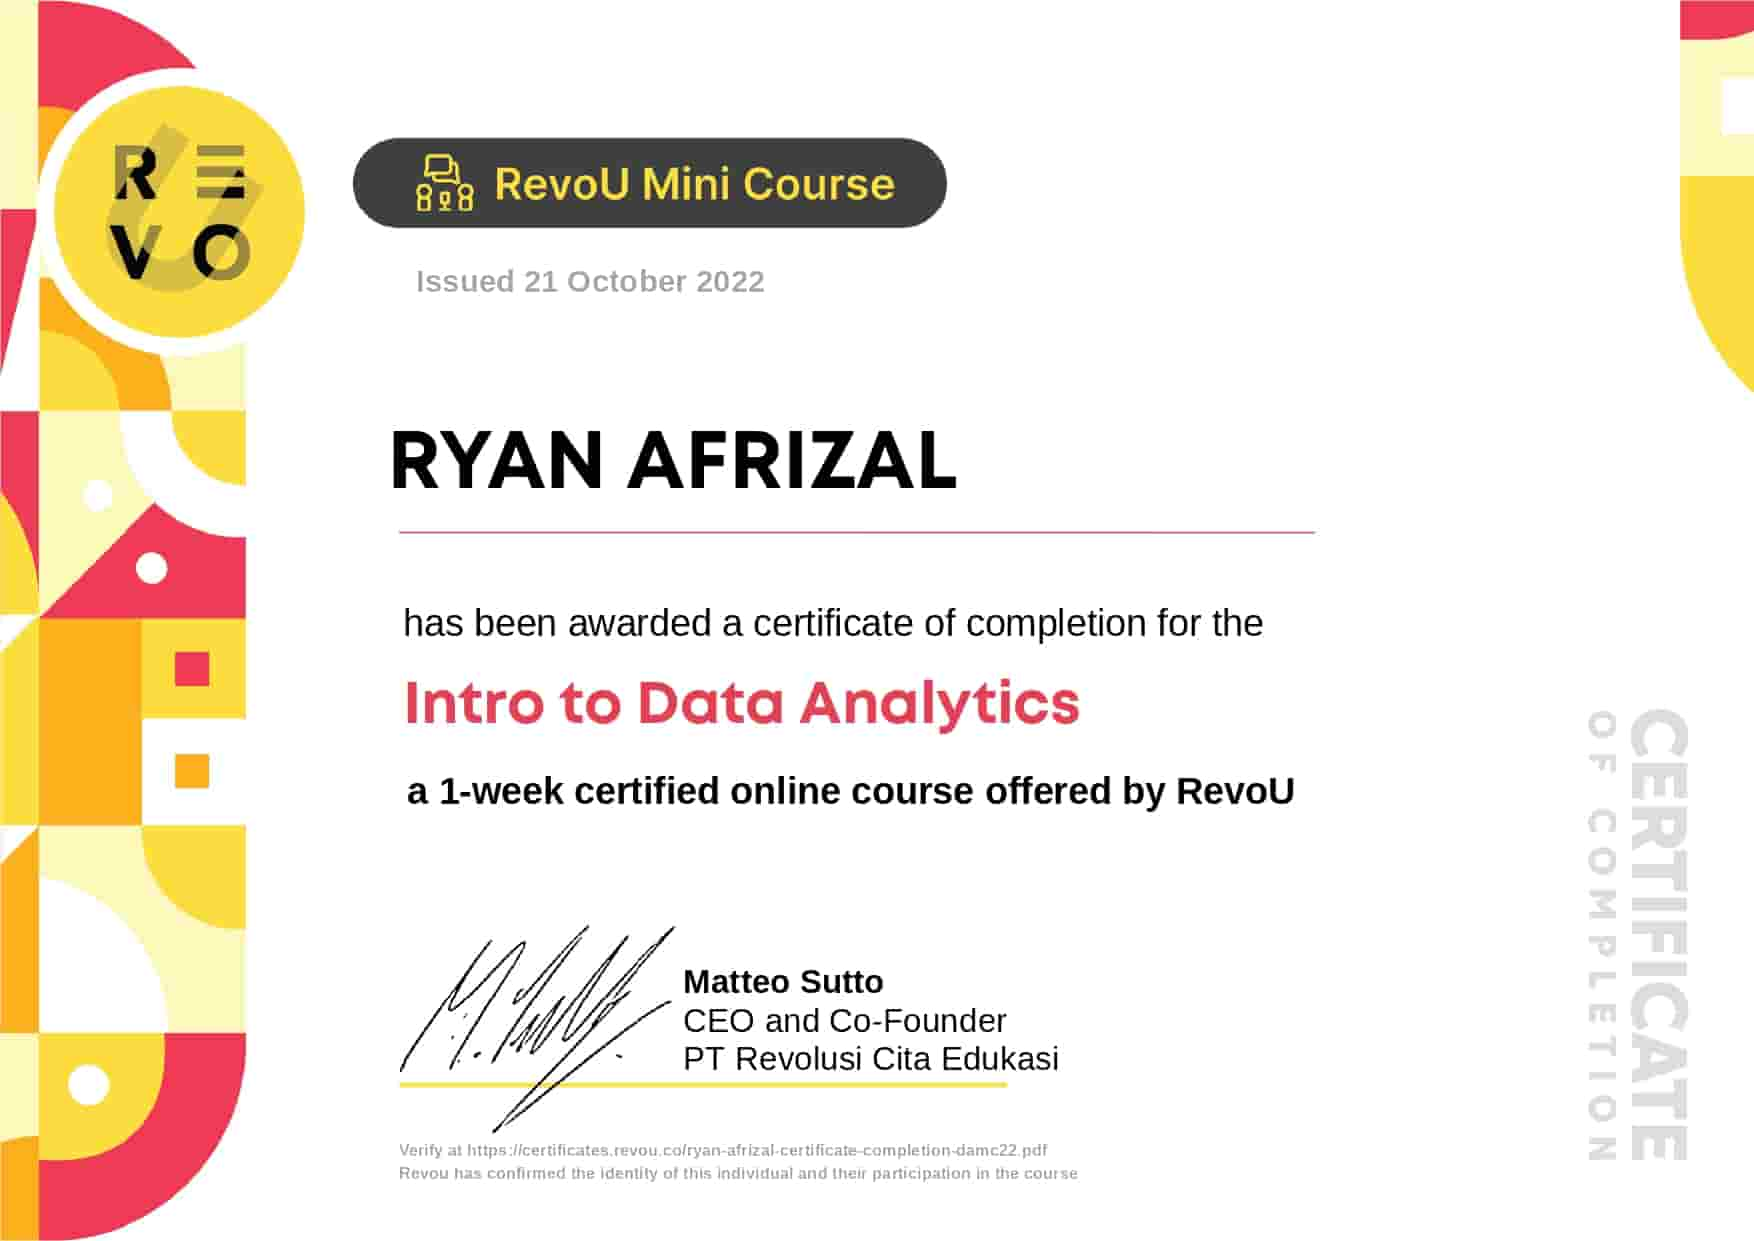 RE
VO
RevoU Mini Course
Issued 21 October 2022
RYAN AFRIZAL
has been awarded a certificate of completion for the
Intro to Data Analytics
a 1-week certified online course offered by RevoU
Matteo Sutto
CEO and Co-Founder
PT Revolusi Cita Edukasi
Verify at https://certificates.revou.co/ryan-afrizal-certificate-completion-damc22.pdf
Revou has confirmed the identity of this individual and their participation in the course
CERTIFICATE
OF COMPLETION